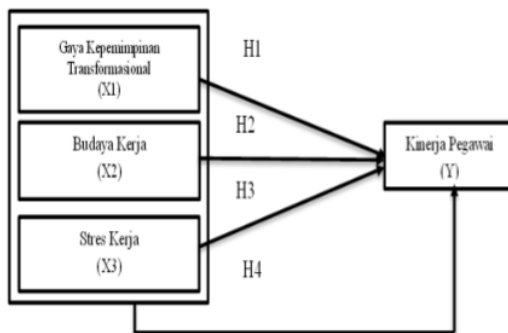 Gaya Kepemimpinan
Transformasional
(X1)
H1
H2
Budaya Kerja
(X2)
Kinerja Pegawai
(Y)
H3
Stres Kerja
(X3)
H4